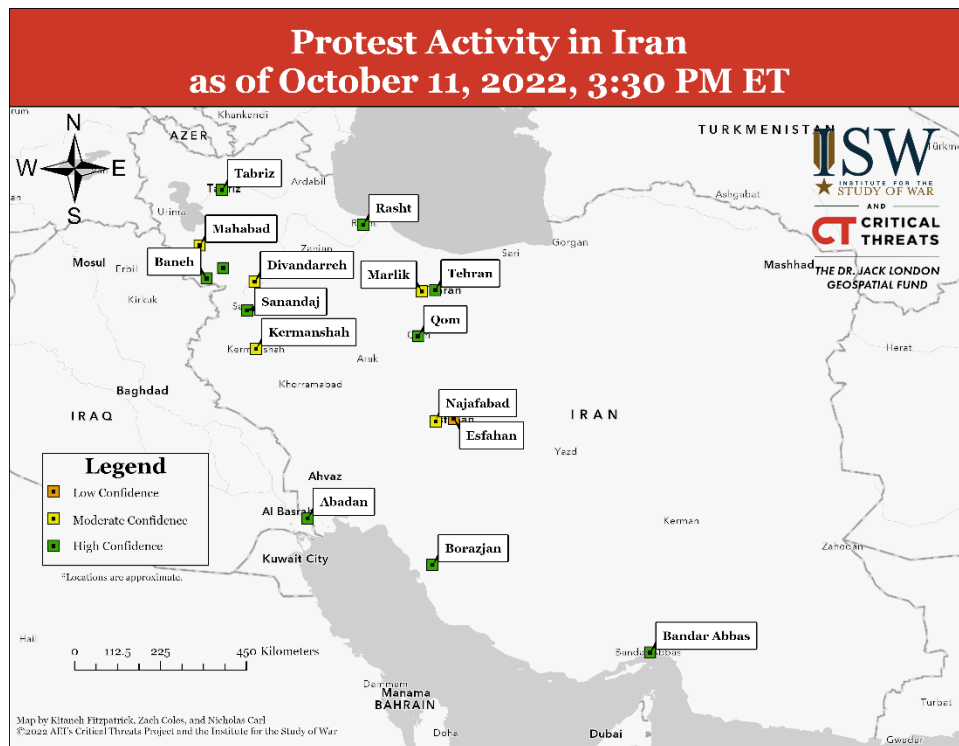 Protest Activity in Iran
as of October 11, 2022, 3:30 PM ET
N
W
E
S
Khankendi
AZER
TURKMENISTAN
ISW
INSTITUTE FOR THE
STUDY OF WAR
AND
CT CRITICAL
THREATS
THE DR. JACK LONDON
GEOSPATIAL FUND
Tabriz
Ardabil
Ashgabat
Urima
Rasht
Mahabad
Zanjan
Gorgan
Sari
Mosul
Erbil
Baneh
Divandarreh
Marlik
Tehran
Mashhad
Kirkuk
Sanandaj
Qom
Kermanshah
Kermanshah
Arak
Herat
Khorramabad
Baghdad
Najafabad
IRAQ
IRAN
Esfahan
Yazd
Legend
Low Confidence
Moderate Confidence
High Confidence
*Locations are approximate.
Ahvaz
Abadan
Al Basrah
Kerman
Kuwait City
Borazjan
Zahedan
Hail
Bandar Abbas
Bandar Abbas
0 112.5 225 450 Kilometers
Dammam
Manama
BAHRAIN
Turbat
Doha
Dubai
Gwadar
Map by Kitaneh Fitzpatrick, Zach Coles, and Nicholas Carl
©2022 AEI's Critical Threats Project and the Institute for the Study of War